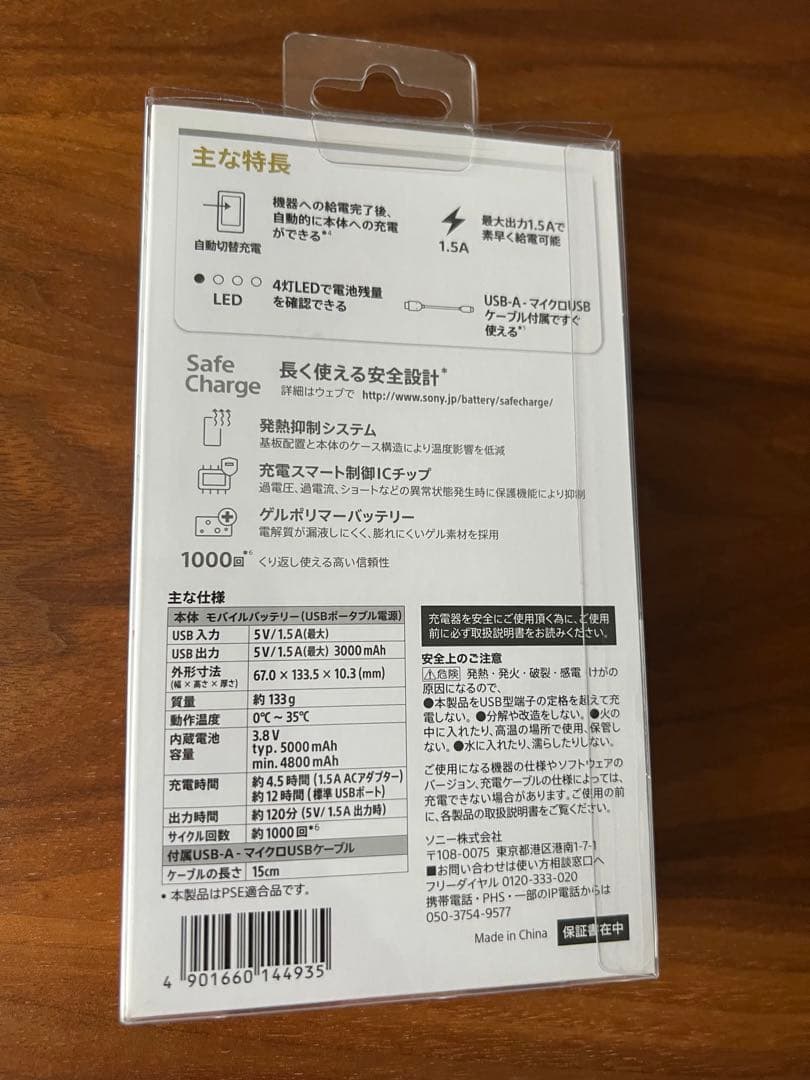 主な特長
自動切替充電
機器への給電完了後、
自動的に本体への充電
ができる*4
1.5A
最大出力1.5Aで
素早く給電可能
LED
4灯LEDで電池残量
を確認できる
USB-A - マイクロUSB
ケーブル付属ですぐ
使える*1
Safe
Charge
長く使える安全設計*
詳細はウェブで http://www.sony.jp/battery/safecharge/
発熱抑制システム
基板配置と本体のケース構造により温度影響を低減
充電スマート制御ICチップ
過電圧、過電流、ショートなどの異常状態発生時に保護機能により抑制
ゲルポリマーバッテリー
電解質が漏液しにくく、膨れにくいゲル素材を採用
1000回*6 くり返し使える高い信頼性
主な仕様
本体 モバイルバッテリー(USBポータブル電源)
USB 入力 5V/1.5A(最大)
USB 出力 5V/1.5A(最大) 3000mAh
外形寸法
(幅×高さ×厚さ) 67.0×133.5×10.3(mm)
質量 約133g
動作温度 0℃～35℃
内蔵電池
容量
3.8V
typ. 5000mAh
min. 4800mAh
充電時間 約4.5時間 (1.5A ACアダプター)
約12時間 (標準USBポート)
出力時間 約120分 (5V/1.5A出力時)
サイクル回数 約1000回*6
付属USB-A - マイクロUSBケーブル
ケーブルの長さ 15cm
• 本製品はPSE適合品です。
4 901660 144935
充電器を安全にご使用頂く為に、ご使用
前に必ず取扱説明書をお読みください。
安全上のご注意
⚠危険 発熱・発火・破裂・感電 けがの
原因になるので、
●本製品をUSB型端子の定格を超えて充
電しない。●分解や改造をしない。●火の
中に入れたり、高温の場所で使用、保管し
ない。●水に入れたり、濡らしたりしない。
ご使用になる機器の仕様やソフトウェアの
バージョン、充電ケーブルの仕様によっては、
充電できない場合があります。ご使用の前
に、各製品の取扱説明書をご覧ください。
ソニー株式会社
〒108-0075 東京都港区港南1-7-1
■お問い合わせは使い方相談窓口へ
フリーダイヤル 0120-333-020
携帯電話・PHS・一部のIP電話からは
050-3754-9577
Made in China 保証書在中